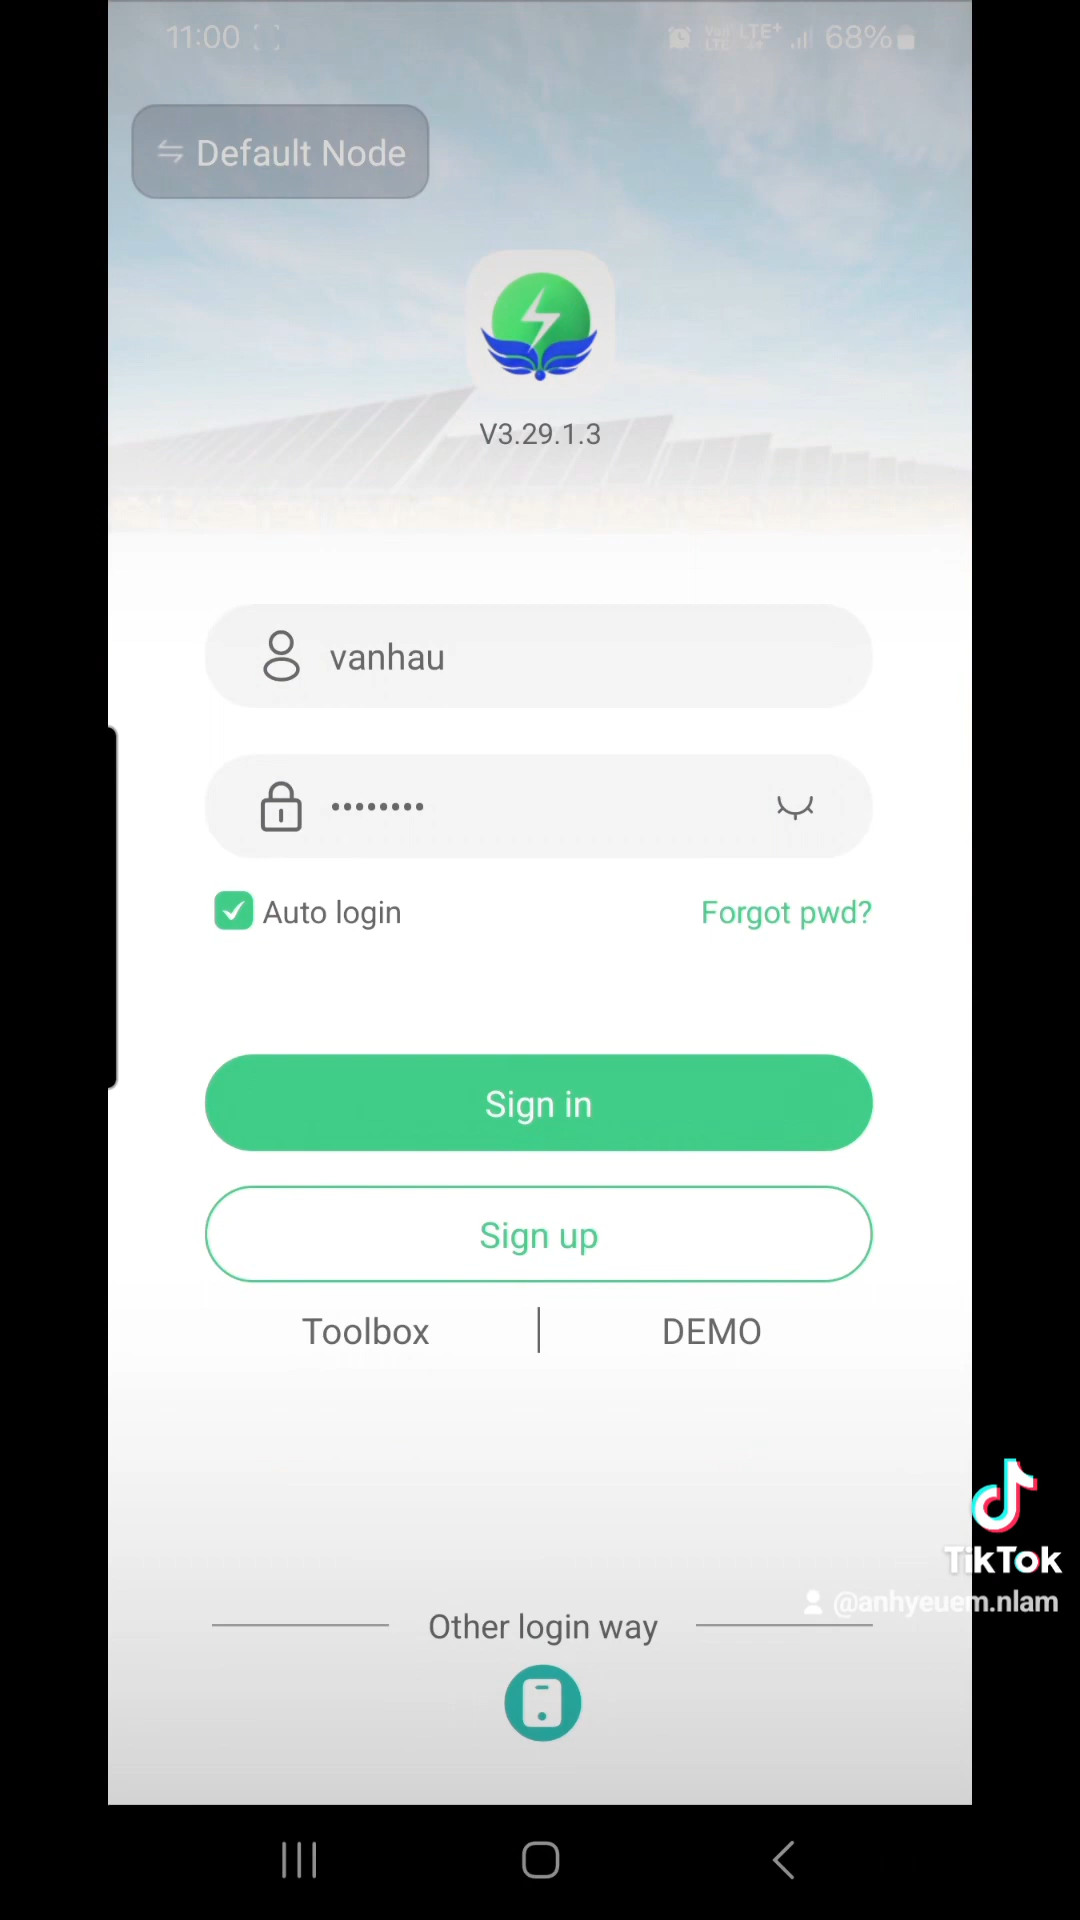 11:00
LTE+
68%
Default Node
V3.29.1.3
vanhau
••••••••
Auto login
Forgot pwd?
Sign in
Sign up
Toolbox
DEMO
TikTok
@anhyeuem.nlam
Other login way